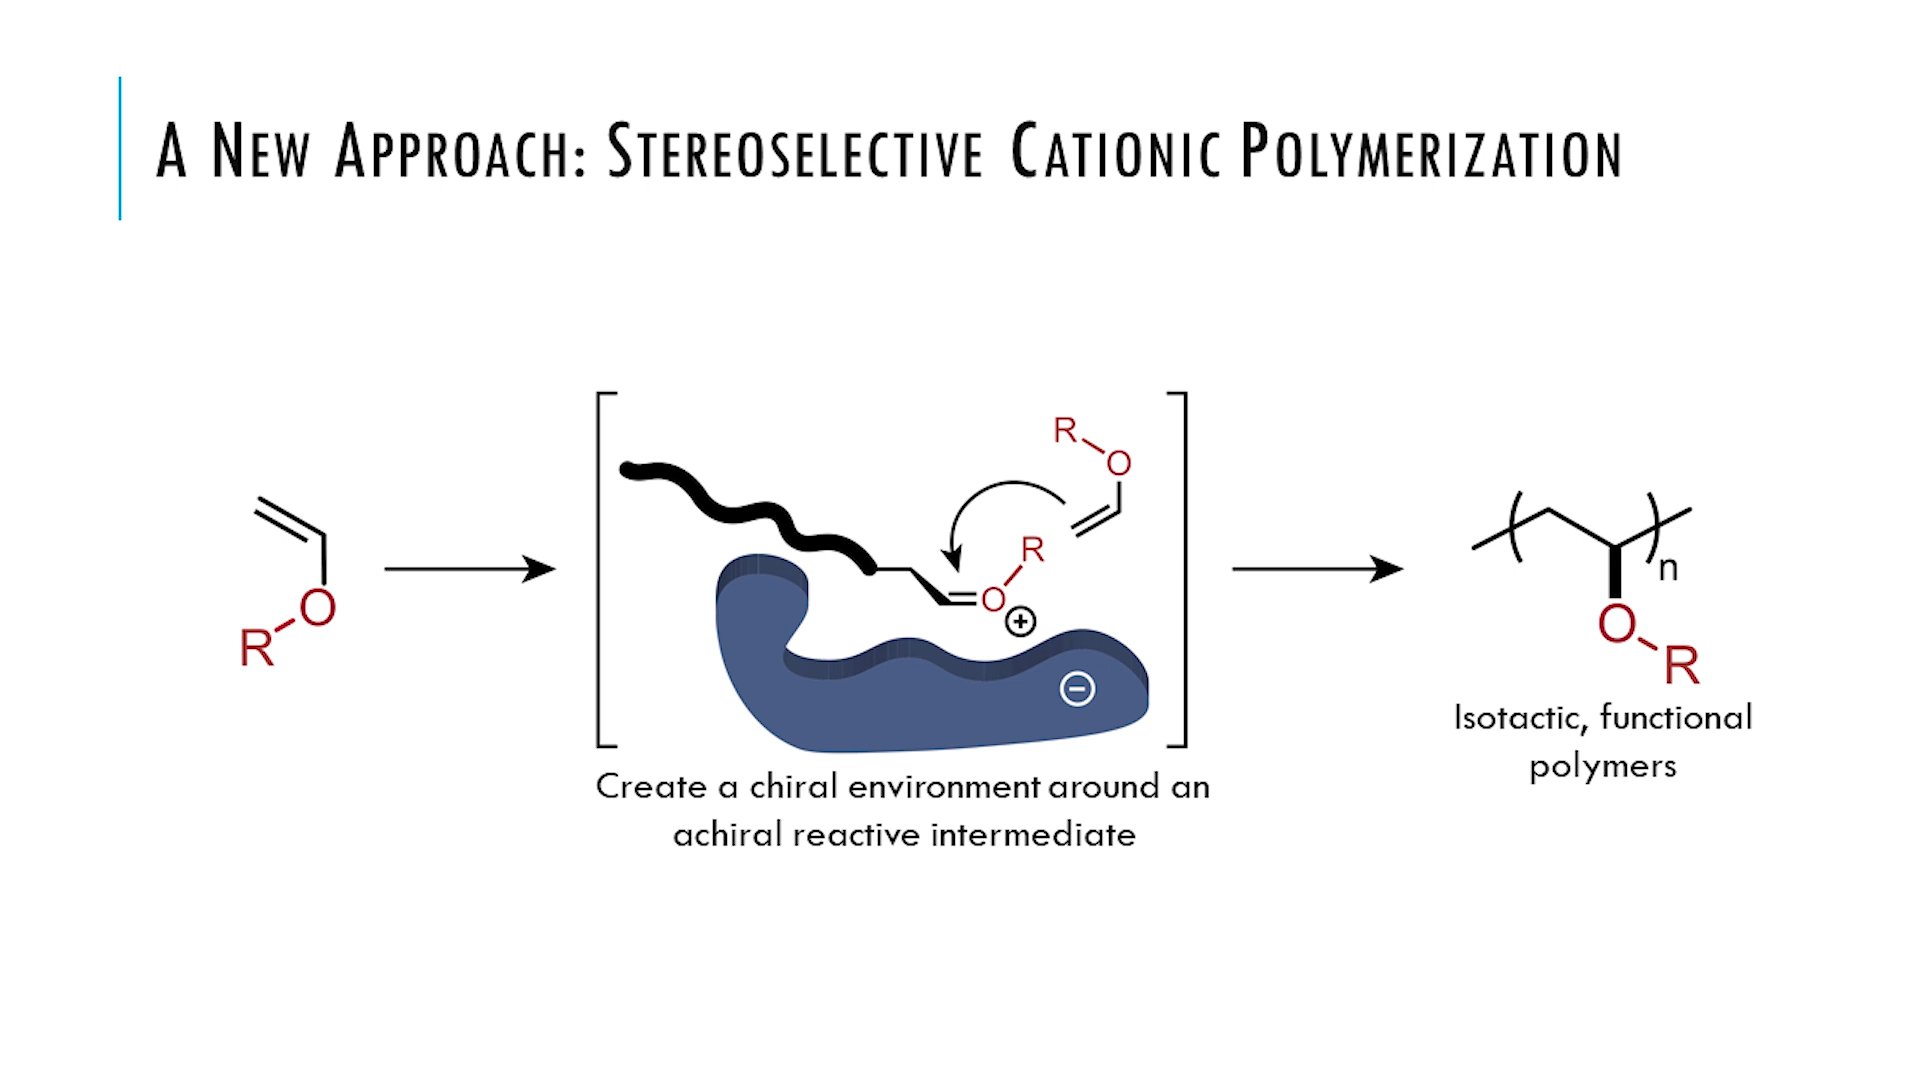 A New Approach: Stereoselective Cationic Polymerization
R
O
R
O
R
O
+
−
n
O
R
Isotactic, functional
polymers
Create a chiral environment around an
achiral reactive intermediate